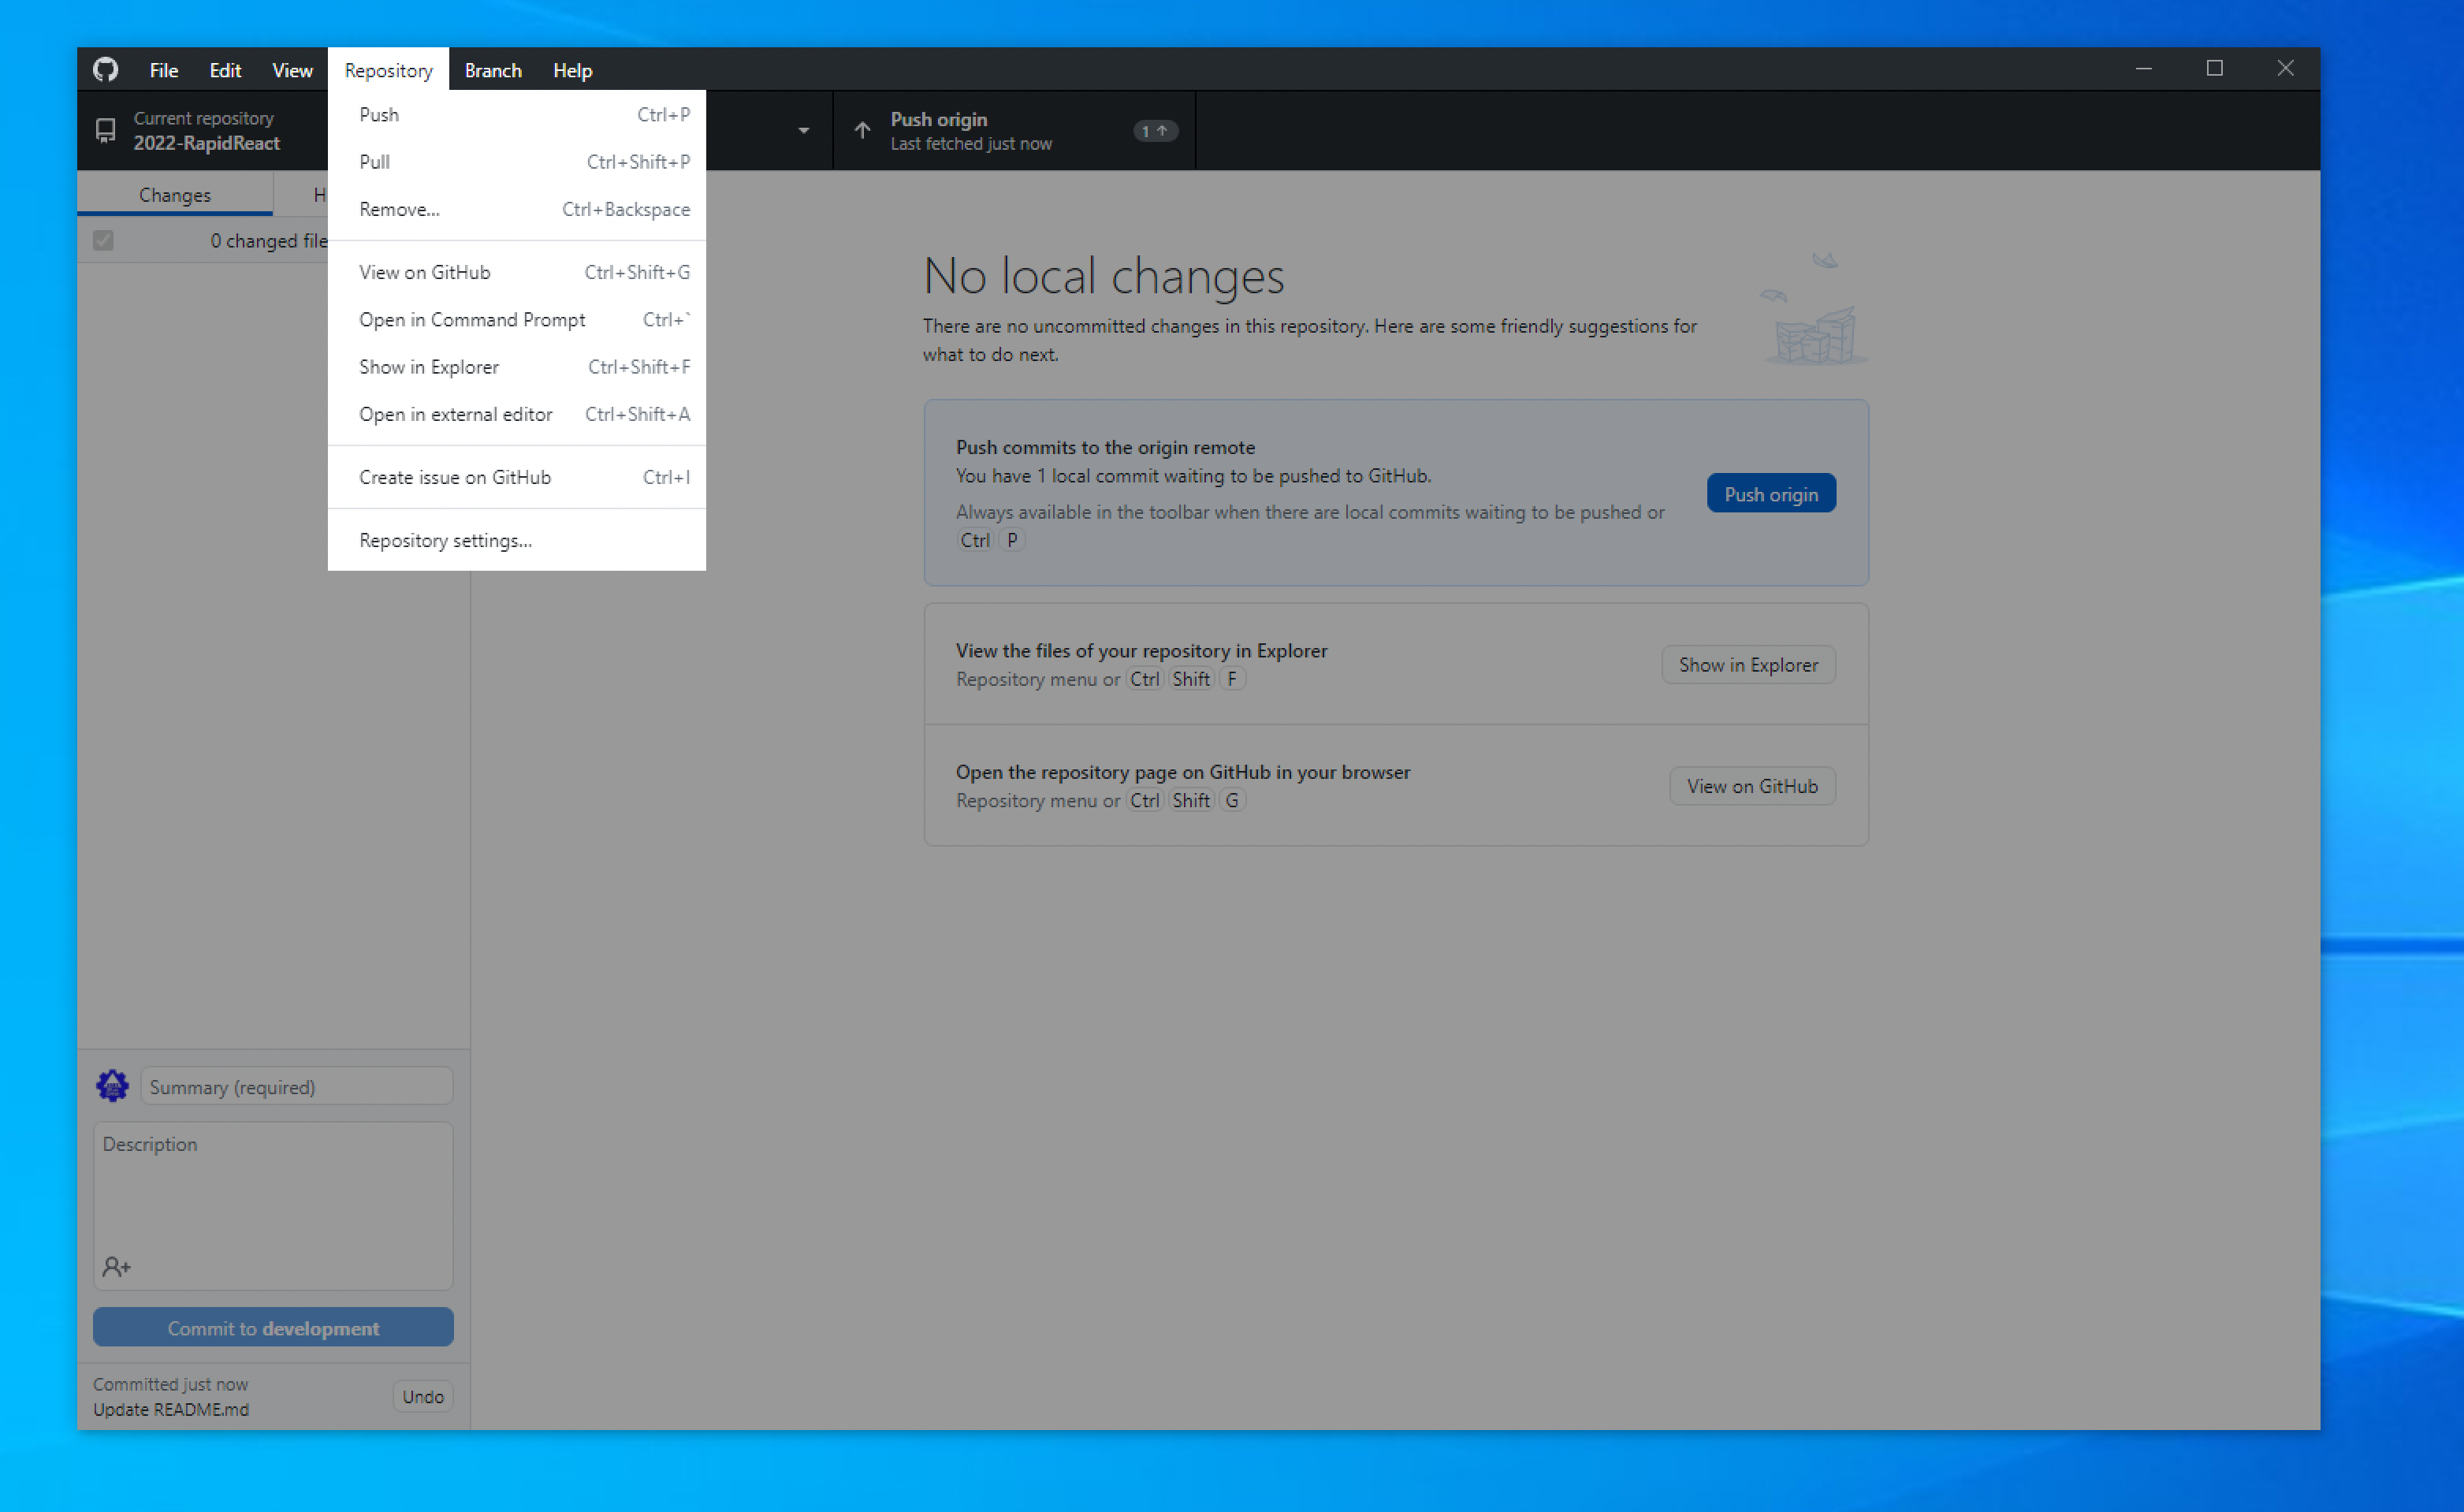 File Edit View Repository Branch Help
Current repository
2022-RapidReact
Push origin
Last fetched just now
1
Push Ctrl+P
Pull Ctrl+Shift+P
Remove... Ctrl+Backspace
View on GitHub Ctrl+Shift+G
Open in Command Prompt Ctrl+`
Show in Explorer Ctrl+Shift+F
Open in external editor Ctrl+Shift+A
Create issue on GitHub Ctrl+I
Repository settings...
Changes H
0 changed file
No local changes
There are no uncommitted changes in this repository. Here are some friendly suggestions for
what to do next.
Push commits to the origin remote
You have 1 local commit waiting to be pushed to GitHub.
Always available in the toolbar when there are local commits waiting to be pushed or
Ctrl P
Push origin
View the files of your repository in Explorer
Repository menu or Ctrl Shift F
Show in Explorer
Open the repository page on GitHub in your browser
Repository menu or Ctrl Shift G
View on GitHub
Summary (required)
Description
Commit to development
Committed just now
Update README.md
Undo